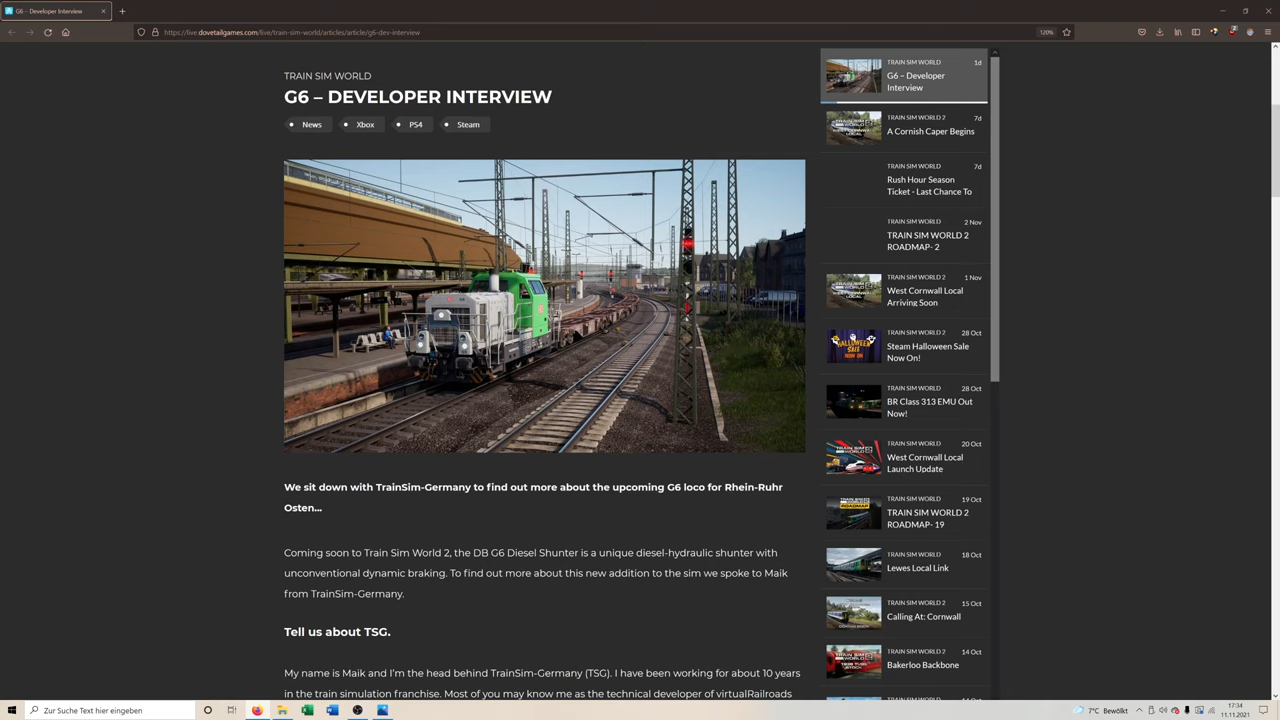 G6 – Developer Interview
https://live.dovetailgames.com/live/train-sim-world/articles/article/g6-dev-interview
120%
TRAIN SIM WORLD
G6 – DEVELOPER INTERVIEW
News
Xbox
PS4
Steam
We sit down with TrainSim-Germany to find out more about the upcoming G6 loco for Rhein-Ruhr
Osten...
Coming soon to Train Sim World 2, the DB G6 Diesel Shunter is a unique diesel-hydraulic shunter with
unconventional dynamic braking. To find out more about this new addition to the sim we spoke to Maik
from TrainSim-Germany.
Tell us about TSG.
My name is Maik and I'm the head behind TrainSim-Germany (TSG). I have been working for about 10 years
in the train simulation franchise. Most of you may know me as the technical developer of virtualRailroads
TRAIN SIM WORLD 1d
G6 – Developer
Interview
TRAIN SIM WORLD 2 7d
A Cornish Caper Begins
TRAIN SIM WORLD 7d
Rush Hour Season
Ticket - Last Chance To
TRAIN SIM WORLD 2 Nov
TRAIN SIM WORLD 2
ROADMAP- 2
TRAIN SIM WORLD 2 1 Nov
West Cornwall Local
Arriving Soon
TRAIN SIM WORLD 2 28 Oct
Steam Halloween Sale
Now On!
TRAIN SIM WORLD 28 Oct
BR Class 313 EMU Out
Now!
TRAIN SIM WORLD 20 Oct
West Cornwall Local
Launch Update
TRAIN SIM WORLD 19 Oct
TRAIN SIM WORLD 2
ROADMAP- 19
TRAIN SIM WORLD 18 Oct
Lewes Local Link
TRAIN SIM WORLD 2 15 Oct
Calling At: Cornwall
TRAIN SIM WORLD 2 14 Oct
Bakerloo Backbone
Zur Suche Text hier eingeben
7°C Bewölkt
17:34
11.11.2021